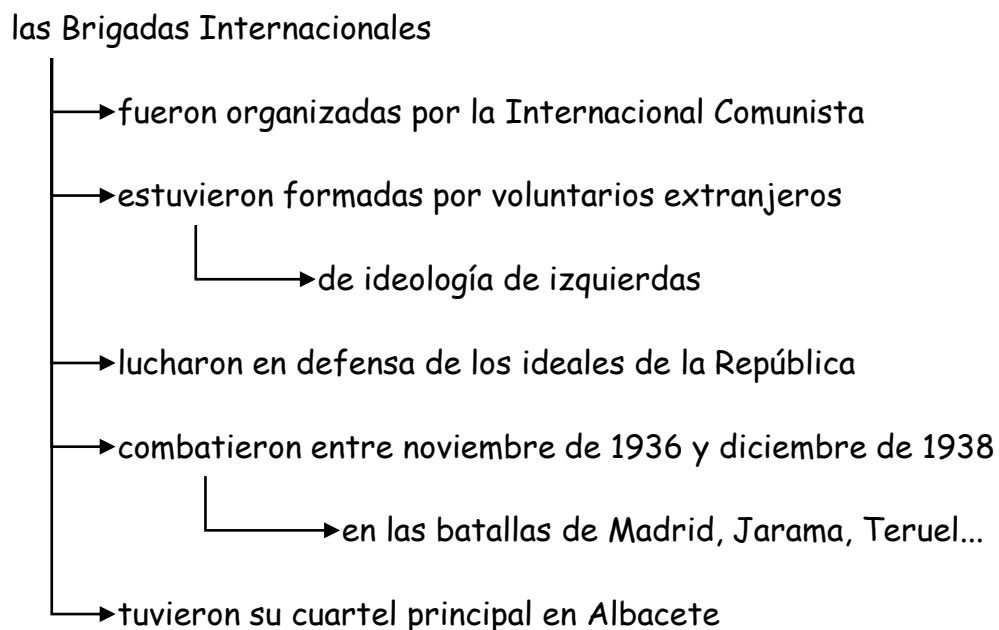 las Brigadas Internacionales
fueron organizadas por la Internacional Comunista
estuvieron formadas por voluntarios extranjeros
de ideología de izquierdas
lucharon en defensa de los ideales de la República
combatieron entre noviembre de 1936 y diciembre de 1938
en las batallas de Madrid, Jarama, Teruel...
tuvieron su cuartel principal en Albacete